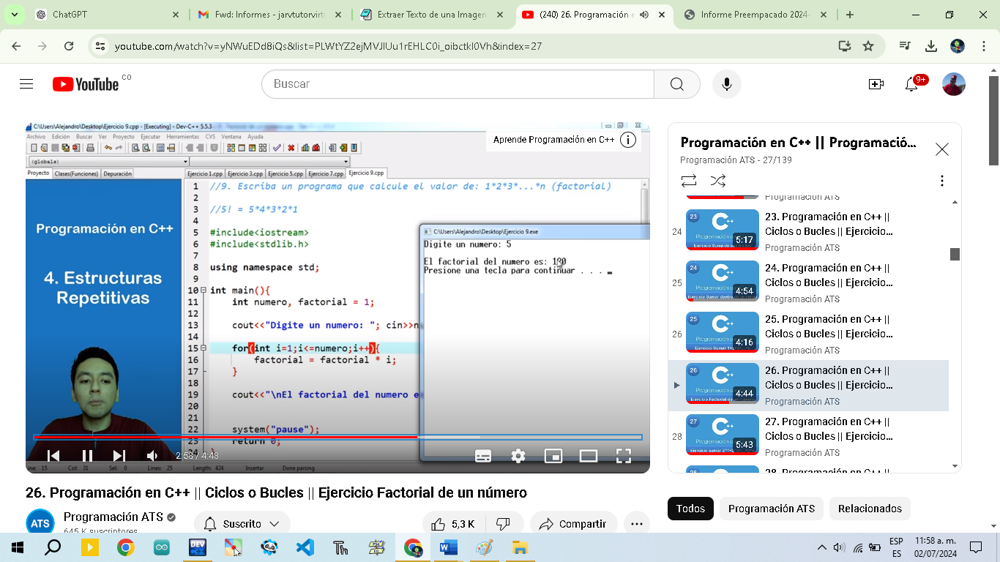 ChatGPT
Fwd: Informes - jarvtutorvirt
Extraer Texto de una Imagen
(240) 26. Programación e
Informe Preempacado 2024-
youtube.com/watch?v=yNWuEDd8iQs&list=PLWtYZ2ejMVJlUu1rEHLC0i_oibctkl0Vh&index=27
YouTube CO
Buscar
9+
C:\Users\Alejandro\Desktop\Ejercicio 9.cpp - [Executing] - Dev-C++ 5.5.3
Archivo Edición Buscar Ver Proyecto Ejecutar Herramientas CVS Ventana Ayuda
Aprende Programación en C++
(globals)
Proyecto Clases(Funciones) Depuración
Ejercicio 1.cpp Ejercicio 3.cpp Ejercicio 5.cpp Ejercicio 7.cpp Ejercicio 9.cpp
Programación en C++
4. Estructuras
Repetitivas
1 //9. Escriba un programa que calcule el valor de: 1*2*3*...*n (factorial)
2
3 //5! = 5*4*3*2*1
4
5 #include<iostream>
6 #include<stdlib.h>
7
8 using namespace std;
9
10 int main(){
11 int numero, factorial = 1;
12
13 cout<<"Digite un numero: "; cin>>n
14
15 for(int i=1;i<=numero;i++){
16 factorial = factorial * i;
17 }
18
19 cout<<"\nEl factorial del numero e
20
21
22 system("pause");
23 return 0;
}
C:\Users\Alejandro\Desktop\Ejercicio 9.exe
Digite un numero: 5
El factorial del numero es:
Presione una tecla para continuar . . .
2:58 / 4:43
15 Col: 31 Sel: 0 Lines: 25 Length: 424 Insertar Done parsing
26. Programación en C++ || Ciclos o Bucles || Ejercicio Factorial de un número
ATS
Programación ATS
645 K suscriptores
Suscrito
5,3 K
Compartir
Programación en C++ || Programació...
Programación ATS - 27/139
Programación ATS
24
23
C++
5:17
23. Programación en C++ ||
Ciclos o Bucles || Ejercicio...
Programación ATS
25
24
C++
4:54
24. Programación en C++ ||
Ciclos o Bucles || Ejercicio...
Programación ATS
26
25
C++
4:16
25. Programación en C++ ||
Ciclos o Bucles || Ejercicio...
Programación ATS
26
C++
4:44
26. Programación en C++ ||
Ciclos o Bucles || Ejercicio...
Programación ATS
28
27
C++
5:43
27. Programación en C++ ||
Ciclos o Bucles || Ejercicio...
Programación ATS
28. Programación en C++ ||
Todos
Programación ATS
Relacionados
DEV
ESP
ES
11:58 a. m.
02/07/2024